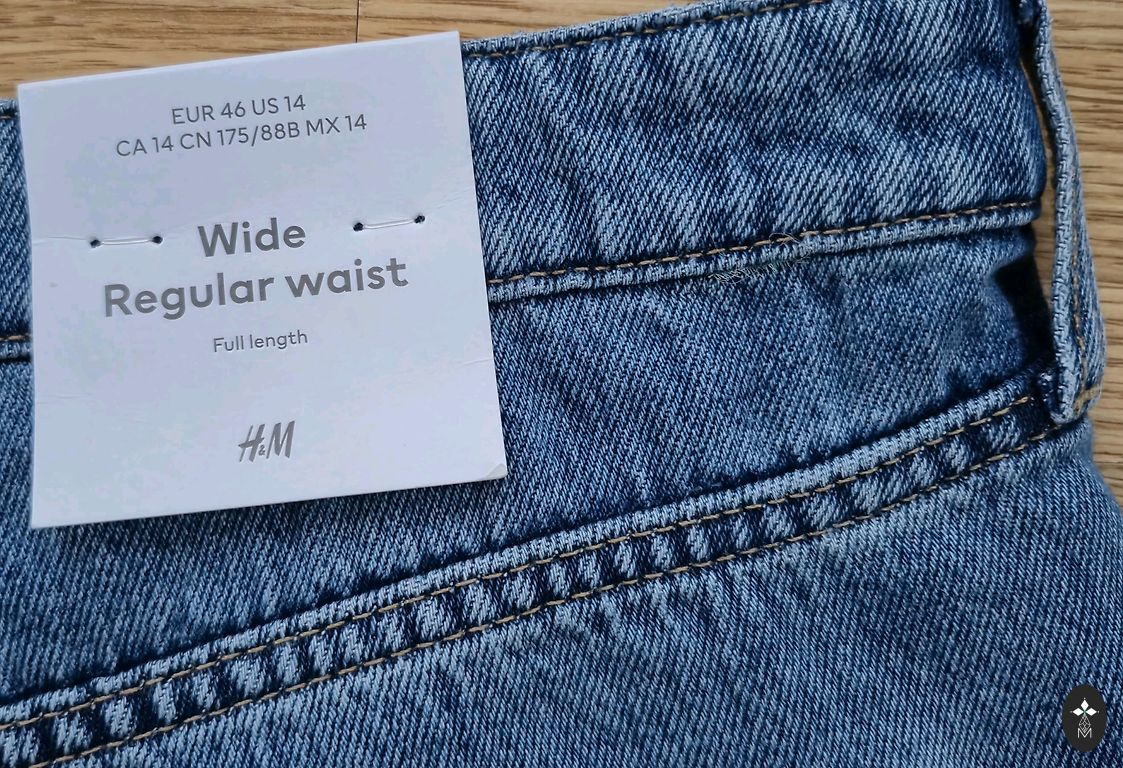 EUR 46 US 14
CA 14 CN 175/88B MX 14
Wide
Regular waist
Full length
H&M
M